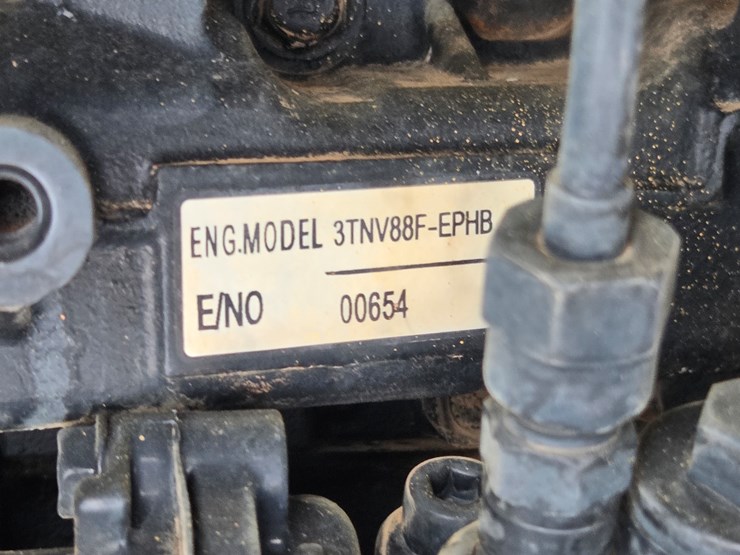 ENG.MODEL 3TNV88F-EPHB
E/NO 00654